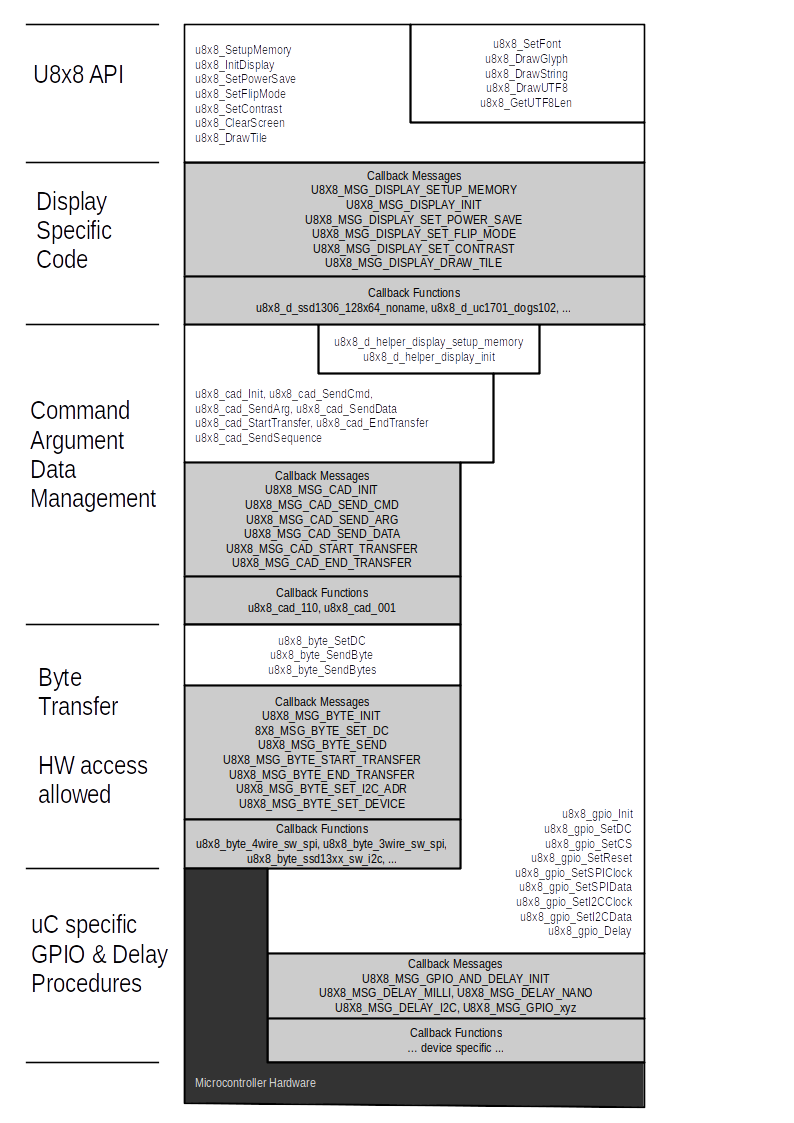 U8x8 API
u8x8_SetupMemory
u8x8_InitDisplay
u8x8_SetPowerSave
u8x8_SetFlipMode
u8x8_SetContrast
u8x8_ClearScreen
u8x8_DrawTile
u8x8_SetFont
u8x8_DrawGlyph
u8x8_DrawString
u8x8_DrawUTF8
u8x8_GetUTF8Len
Display
Specific
Code
Callback Messages
U8X8_MSG_DISPLAY_SETUP_MEMORY
U8X8_MSG_DISPLAY_INIT
U8X8_MSG_DISPLAY_SET_POWER_SAVE
U8X8_MSG_DISPLAY_SET_FLIP_MODE
U8X8_MSG_DISPLAY_SET_CONTRAST
U8X8_MSG_DISPLAY_DRAW_TILE
Callback Functions
u8x8_d_ssd1306_128x64_noname, u8x8_d_uc1701_dogs102, ...
Command
Argument
Data
Management
u8x8_d_helper_display_setup_memory
u8x8_d_helper_display_init
u8x8_cad_Init, u8x8_cad_SendCmd,
u8x8_cad_SendArg, u8x8_cad_SendData
u8x8_cad_StartTransfer, u8x8_cad_EndTransfer
u8x8_cad_SendSequence
Callback Messages
U8X8_MSG_CAD_INIT
U8X8_MSG_CAD_SEND_CMD
U8X8_MSG_CAD_SEND_ARG
U8X8_MSG_CAD_SEND_DATA
U8X8_MSG_CAD_START_TRANSFER
U8X8_MSG_CAD_END_TRANSFER
Callback Functions
u8x8_cad_110, u8x8_cad_001
Byte
Transfer
HW access
allowed
u8x8_byte_SetDC
u8x8_byte_SendByte
u8x8_byte_SendBytes
Callback Messages
U8X8_MSG_BYTE_INIT
8X8_MSG_BYTE_SET_DC
U8X8_MSG_BYTE_SEND
U8X8_MSG_BYTE_START_TRANSFER
U8X8_MSG_BYTE_END_TRANSFER
U8X8_MSG_BYTE_SET_I2C_ADR
U8X8_MSG_BYTE_SET_DEVICE
Callback Functions
u8x8_byte_4wire_sw_spi, u8x8_byte_3wire_sw_spi,
u8x8_byte_ssd13xx_sw_i2c, ...
u8x8_gpio_Init
u8x8_gpio_SetDC
u8x8_gpio_SetCS
u8x8_gpio_SetReset
u8x8_gpio_SetSPIClock
u8x8_gpio_SetSPIData
u8x8_gpio_SetI2CClock
u8x8_gpio_SetI2CData
u8x8_gpio_Delay
uC specific
GPIO & Delay
Procedures
Callback Messages
U8X8_MSG_GPIO_AND_DELAY_INIT
U8X8_MSG_DELAY_MILLI, U8X8_MSG_DELAY_NANO
U8X8_MSG_DELAY_I2C, U8X8_MSG_GPIO_xyz
Callback Functions
... device specific ...
Microcontroller Hardware